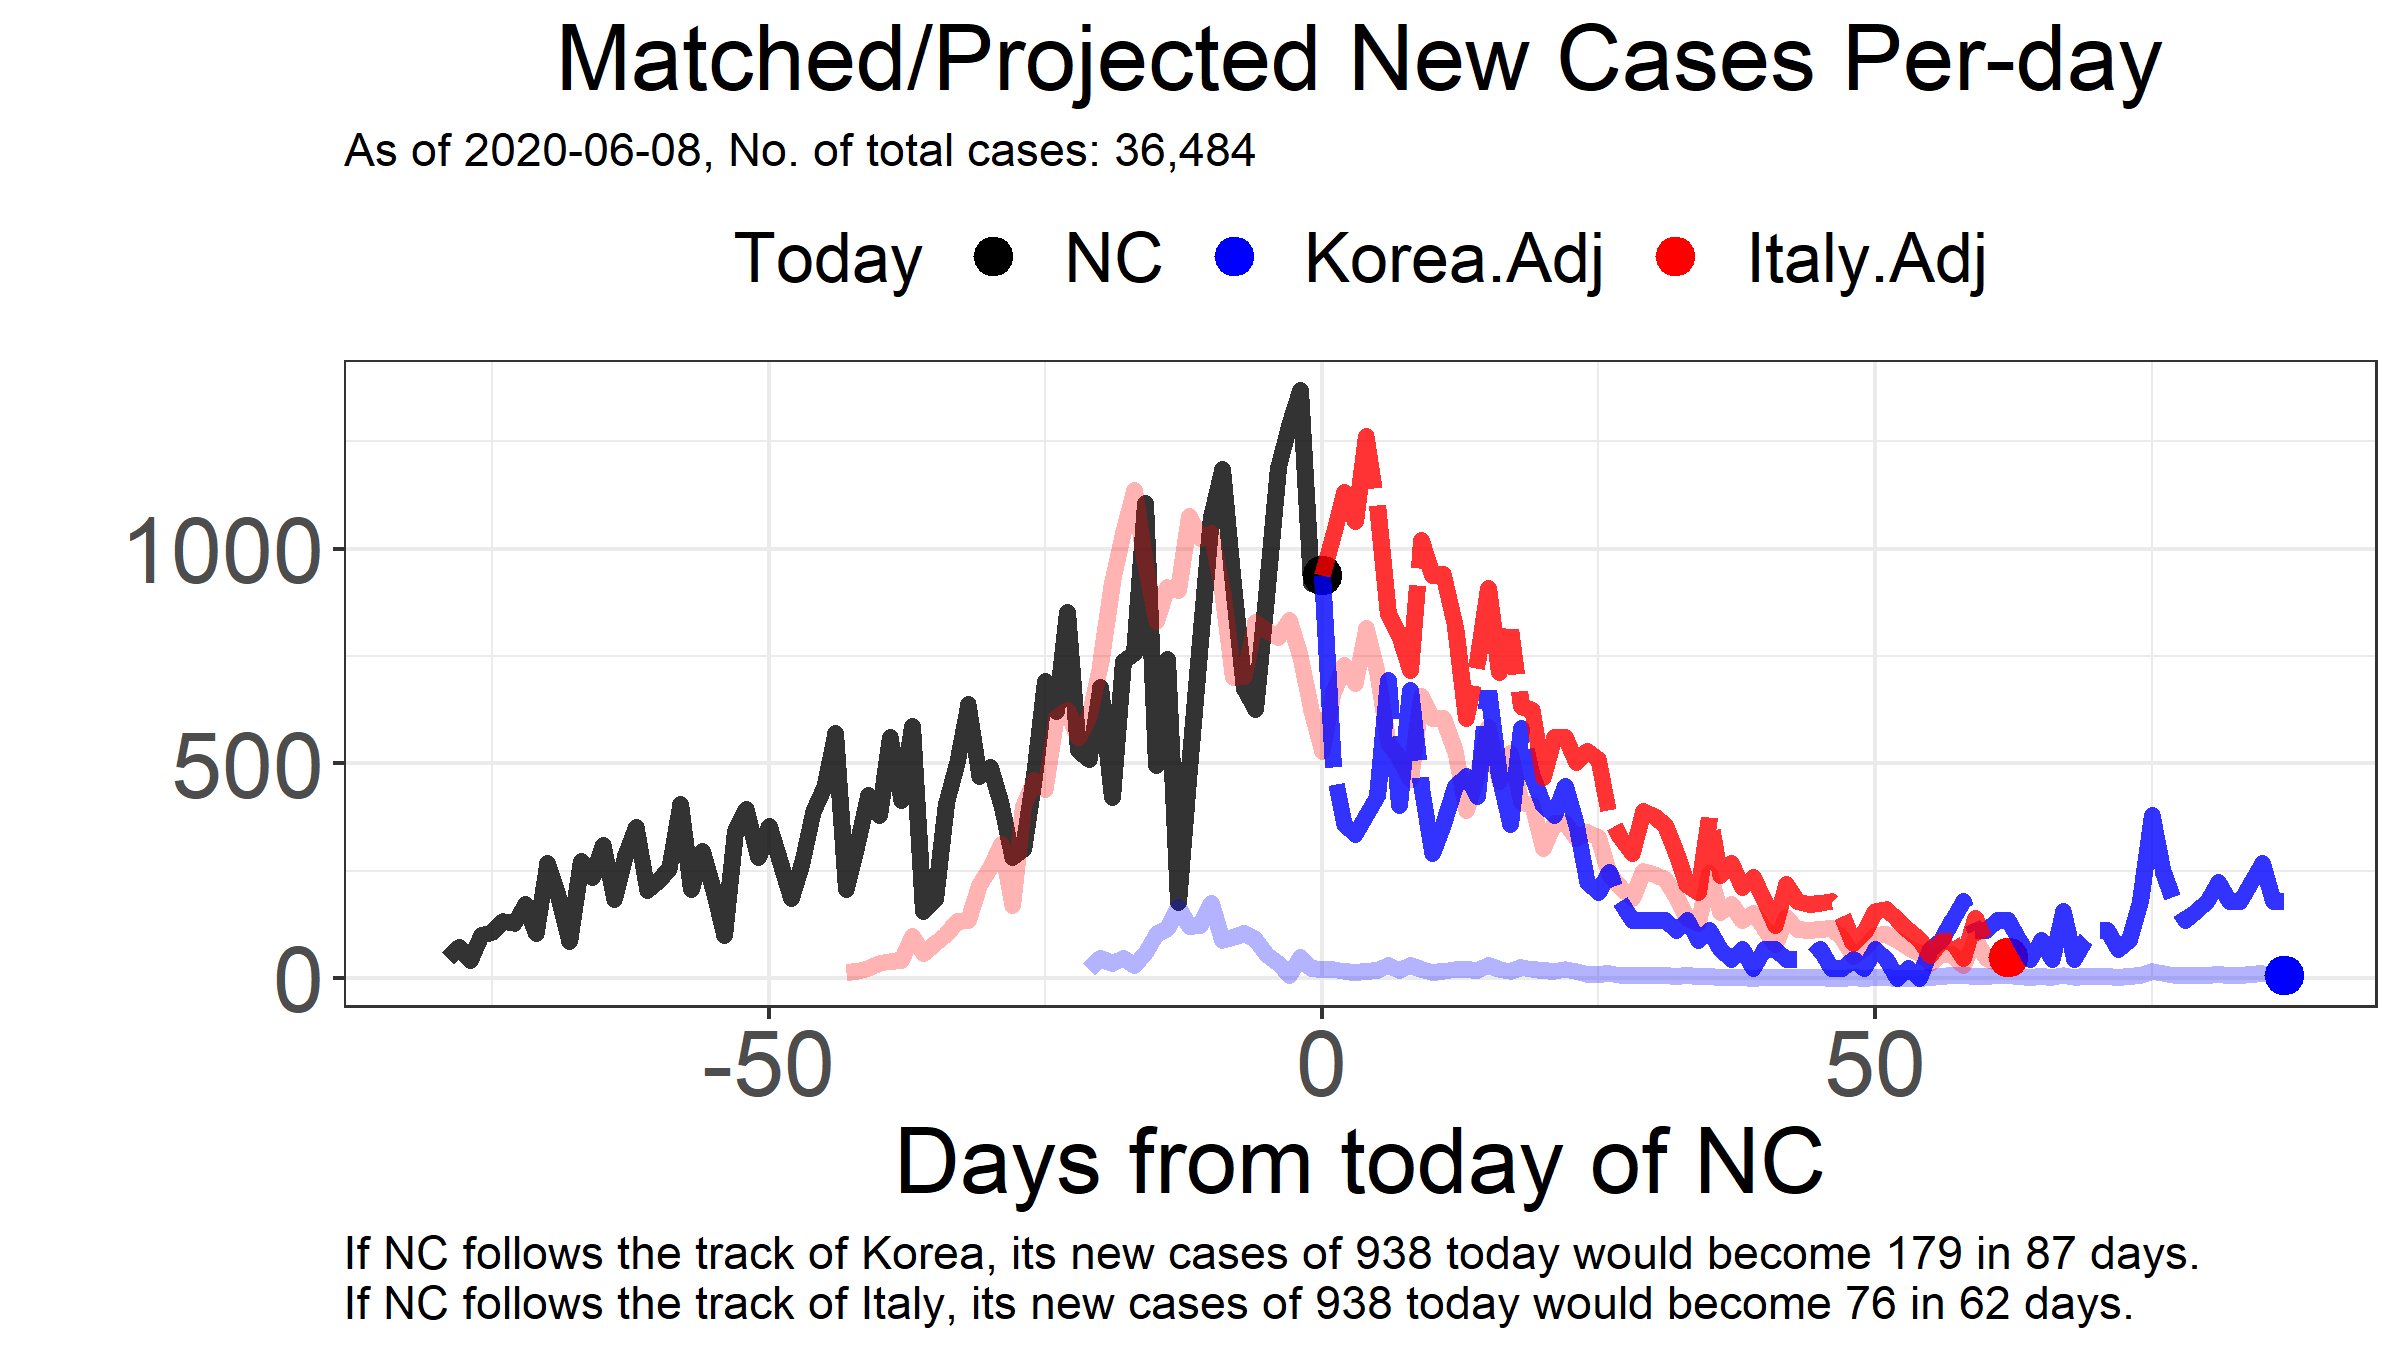 Matched/Projected New Cases Per-day
As of 2020-06-08, No. of total cases: 36,484
Today NC Korea.Adj Italy.Adj
1000
500
0
-50 0 50
Days from today of NC
If NC follows the track of Korea, its new cases of 938 today would become 179 in 87 days.
If NC follows the track of Italy, its new cases of 938 today would become 76 in 62 days.